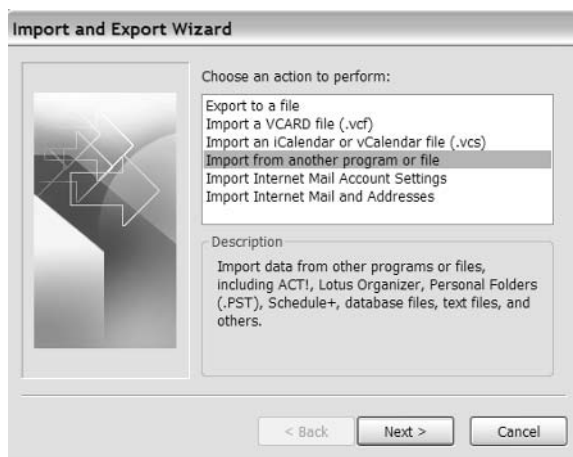 Import and Export Wizard
Choose an action to perform:
Export to a file
Import a VCARD file (.vcf)
Import an iCalendar or vCalendar file (.vcs)
Import from another program or file
Import Internet Mail Account Settings
Import Internet Mail and Addresses
Description
Import data from other programs or files,
including ACT!, Lotus Organizer, Personal Folders
(.PST), Schedule+, database files, text files, and
others.
< Back
Next >
Cancel